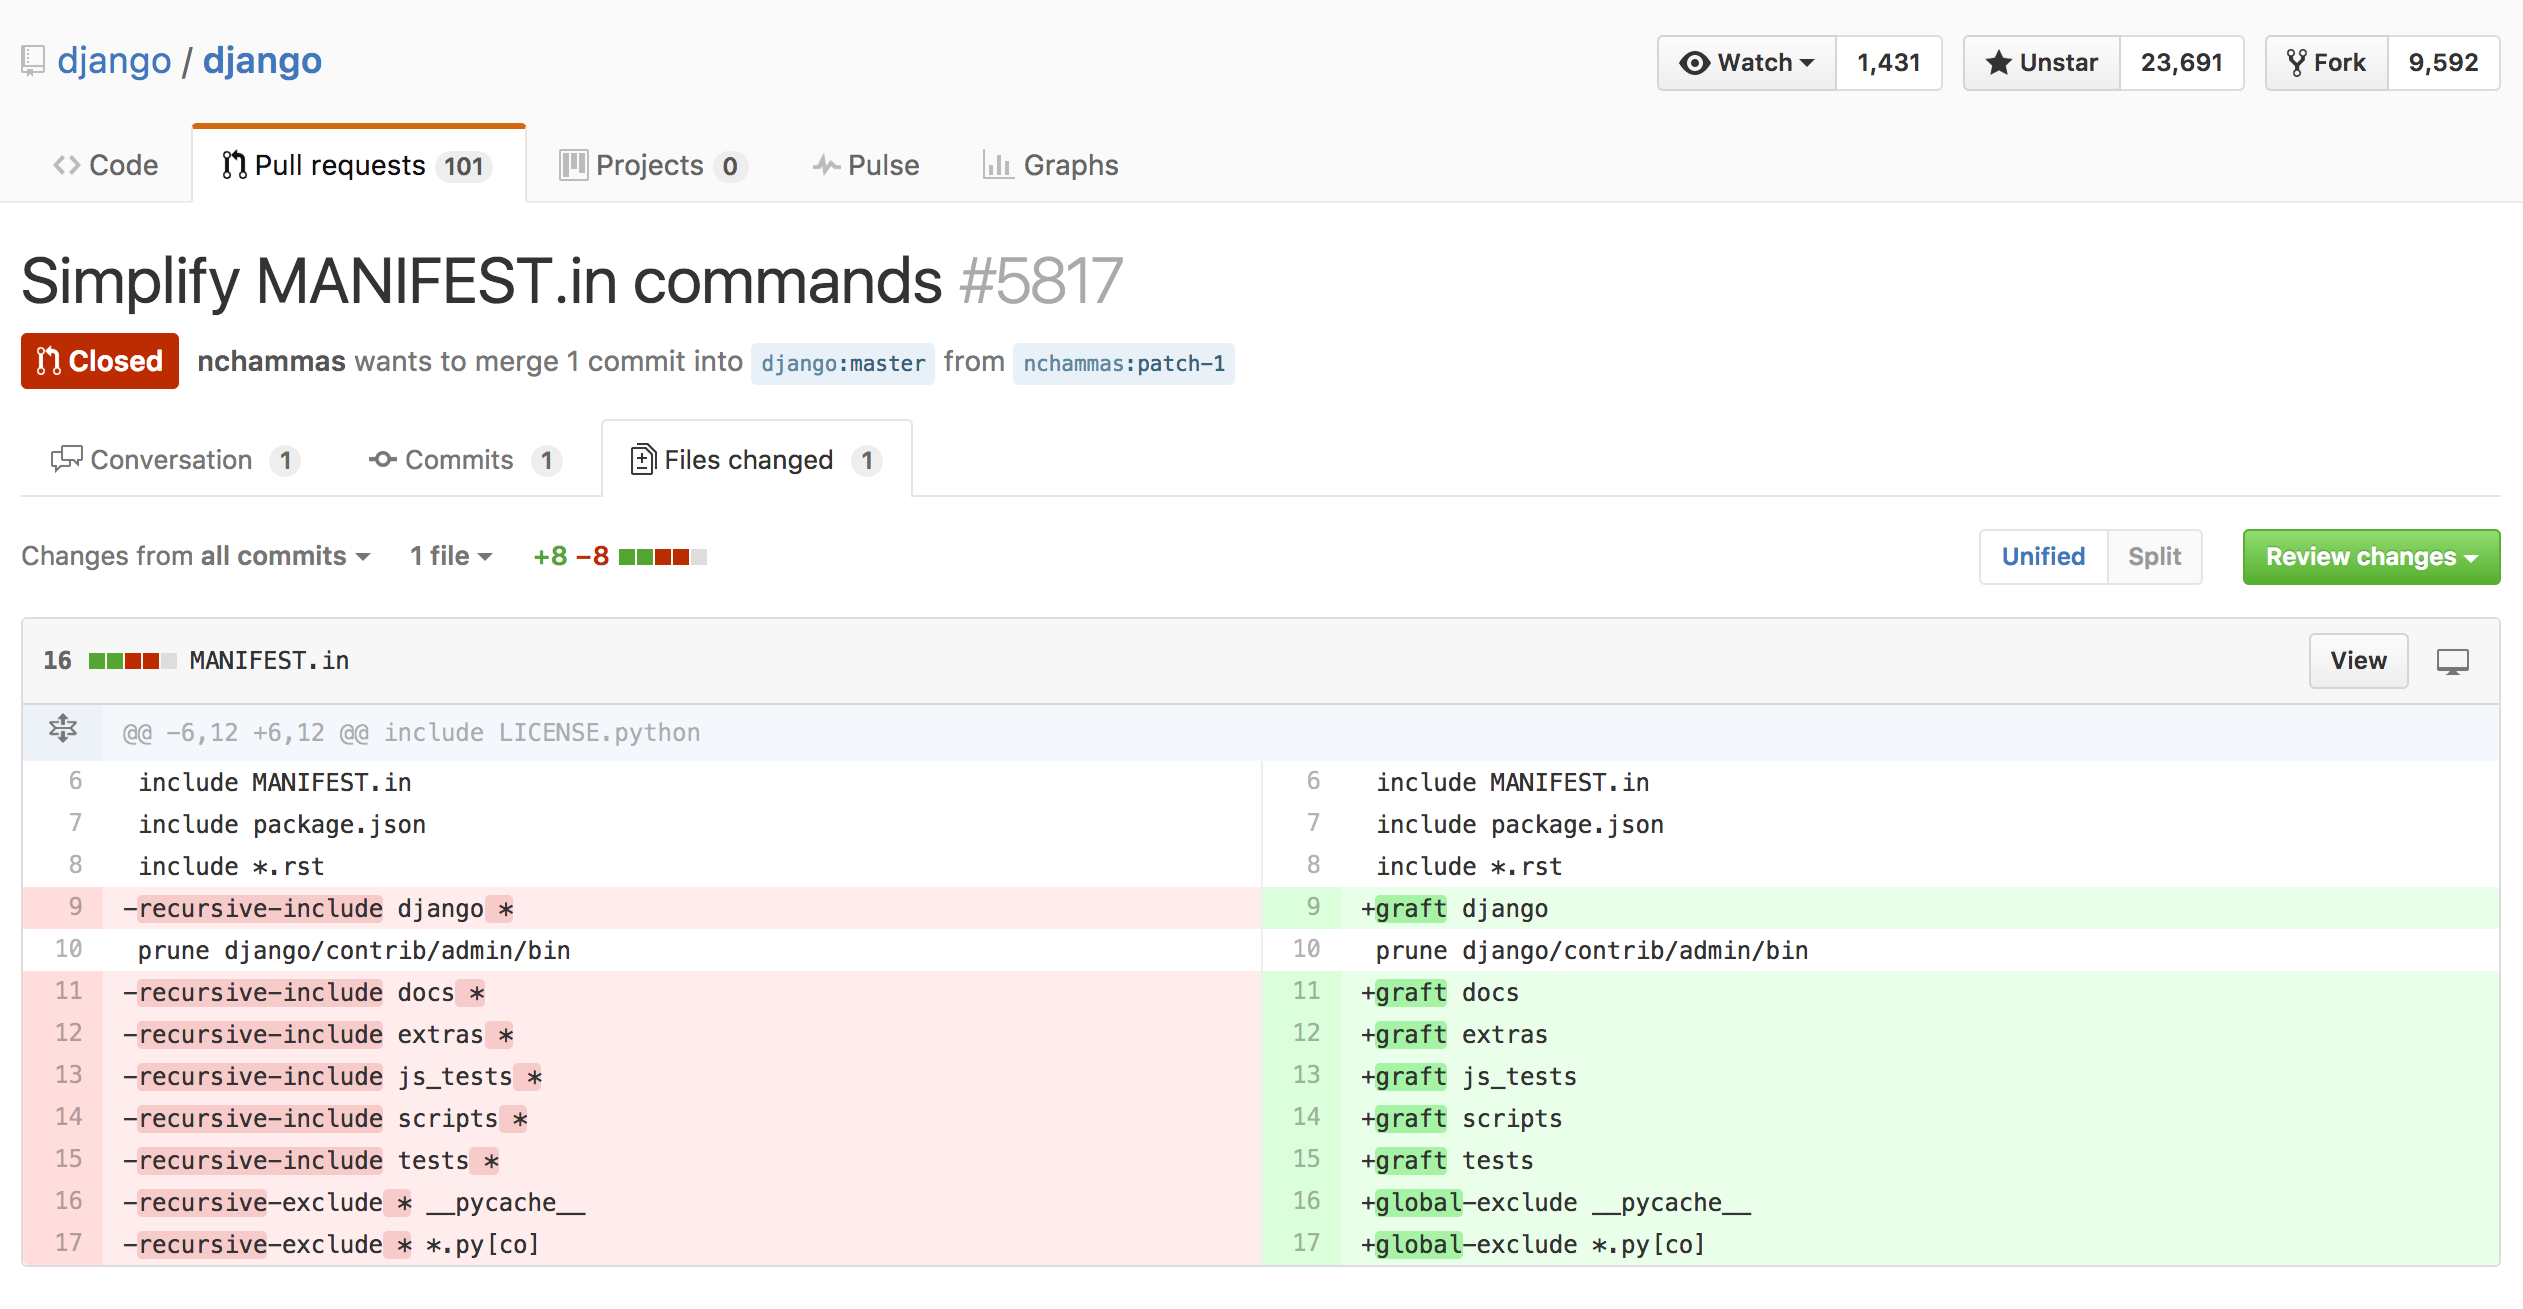 django / django
Watch 1,431 Unstar 23,691 Fork 9,592
Code Pull requests 101 Projects 0 Pulse Graphs
Simplify MANIFEST.in commands #5817
Closed nchammas wants to merge 1 commit into django:master from nchammas:patch-1
Conversation 1 Commits 1 Files changed 1
Changes from all commits 1 file +8 −8 Unified Split Review changes
16 MANIFEST.in View
@@ -6,12 +6,12 @@ include LICENSE.python
6 include MANIFEST.in 6 include MANIFEST.in
7 include package.json 7 include package.json
8 include *.rst 8 include *.rst
9 -recursive-include django * 9 +graft django
10 prune django/contrib/admin/bin 10 prune django/contrib/admin/bin
11 -recursive-include docs * 11 +graft docs
12 -recursive-include extras * 12 +graft extras
13 -recursive-include js_tests * 13 +graft js_tests
14 -recursive-include scripts * 14 +graft scripts
15 -recursive-include tests * 15 +graft tests
16 -recursive-exclude * __pycache__ 16 +global-exclude __pycache__
17 -recursive-exclude * *.py[co] 17 +global-exclude *.py[co]